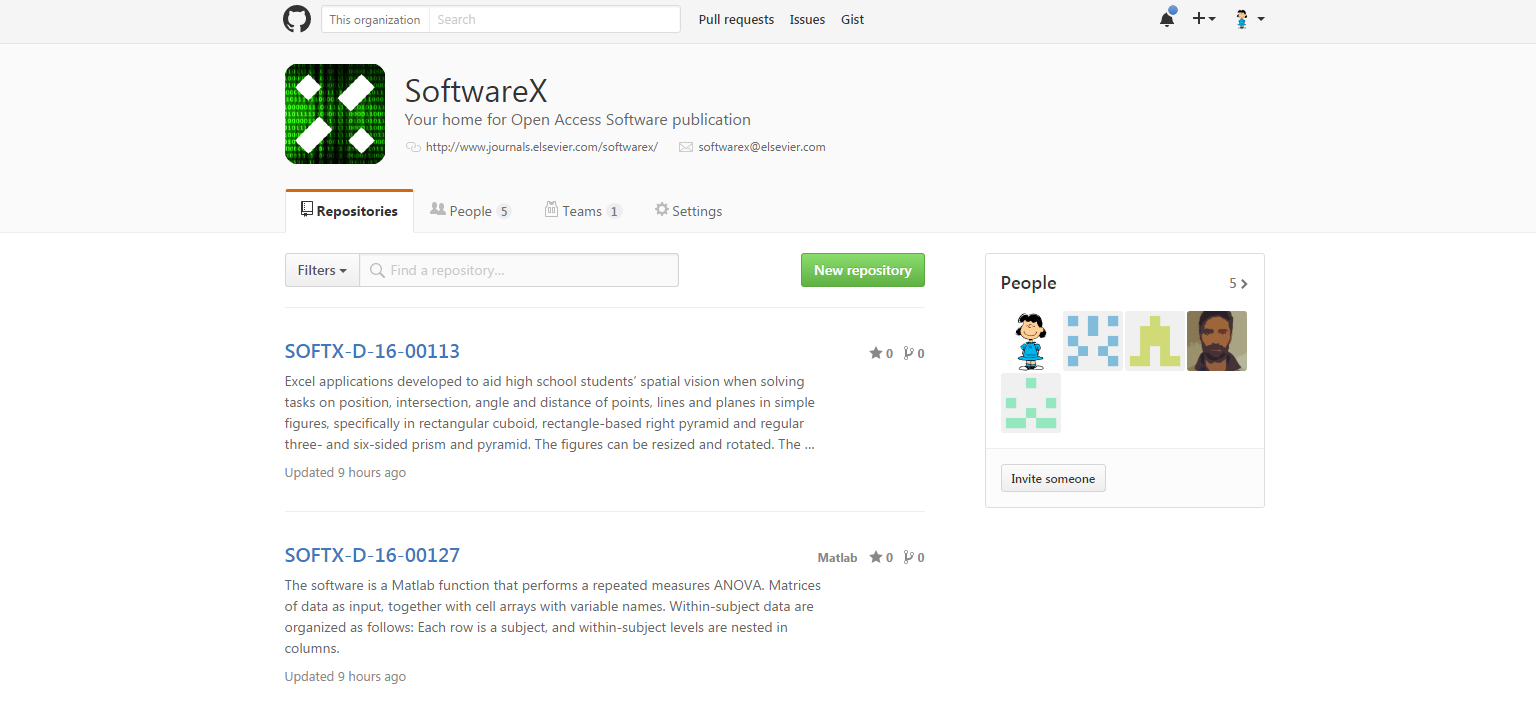 This organization Search Pull requests Issues Gist
SoftwareX
Your home for Open Access Software publication
http://www.journals.elsevier.com/softwarex/ softwarex@elsevier.com
Repositories People 5 Teams 1 Settings
Filters Find a repository... New repository
SOFTX-D-16-00113 0 0
Excel applications developed to aid high school students’ spatial vision when solving
tasks on position, intersection, angle and distance of points, lines and planes in simple
figures, specifically in rectangular cuboid, rectangle-based right pyramid and regular
three- and six-sided prism and pyramid. The figures can be resized and rotated. The ...
Updated 9 hours ago
SOFTX-D-16-00127 Matlab 0 0
The software is a Matlab function that performs a repeated measures ANOVA. Matrices
of data as input, together with cell arrays with variable names. Within-subject data are
organized as follows: Each row is a subject, and within-subject levels are nested in
columns.
Updated 9 hours ago
People 5
Invite someone